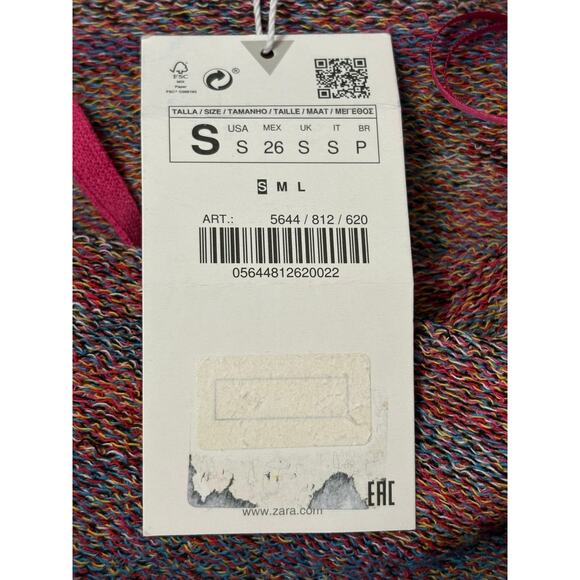 FSC
MIX
Paper
®
TALLA / SIZE / TAMANHO / TAILLE / MAAT / ΜΕΓΕΘΟΣ
S
USA MEX UK IT BR
S 26 S S P
S M L
ART.: 5644 / 812 / 620
05644812620022
EAC
www.zara.com